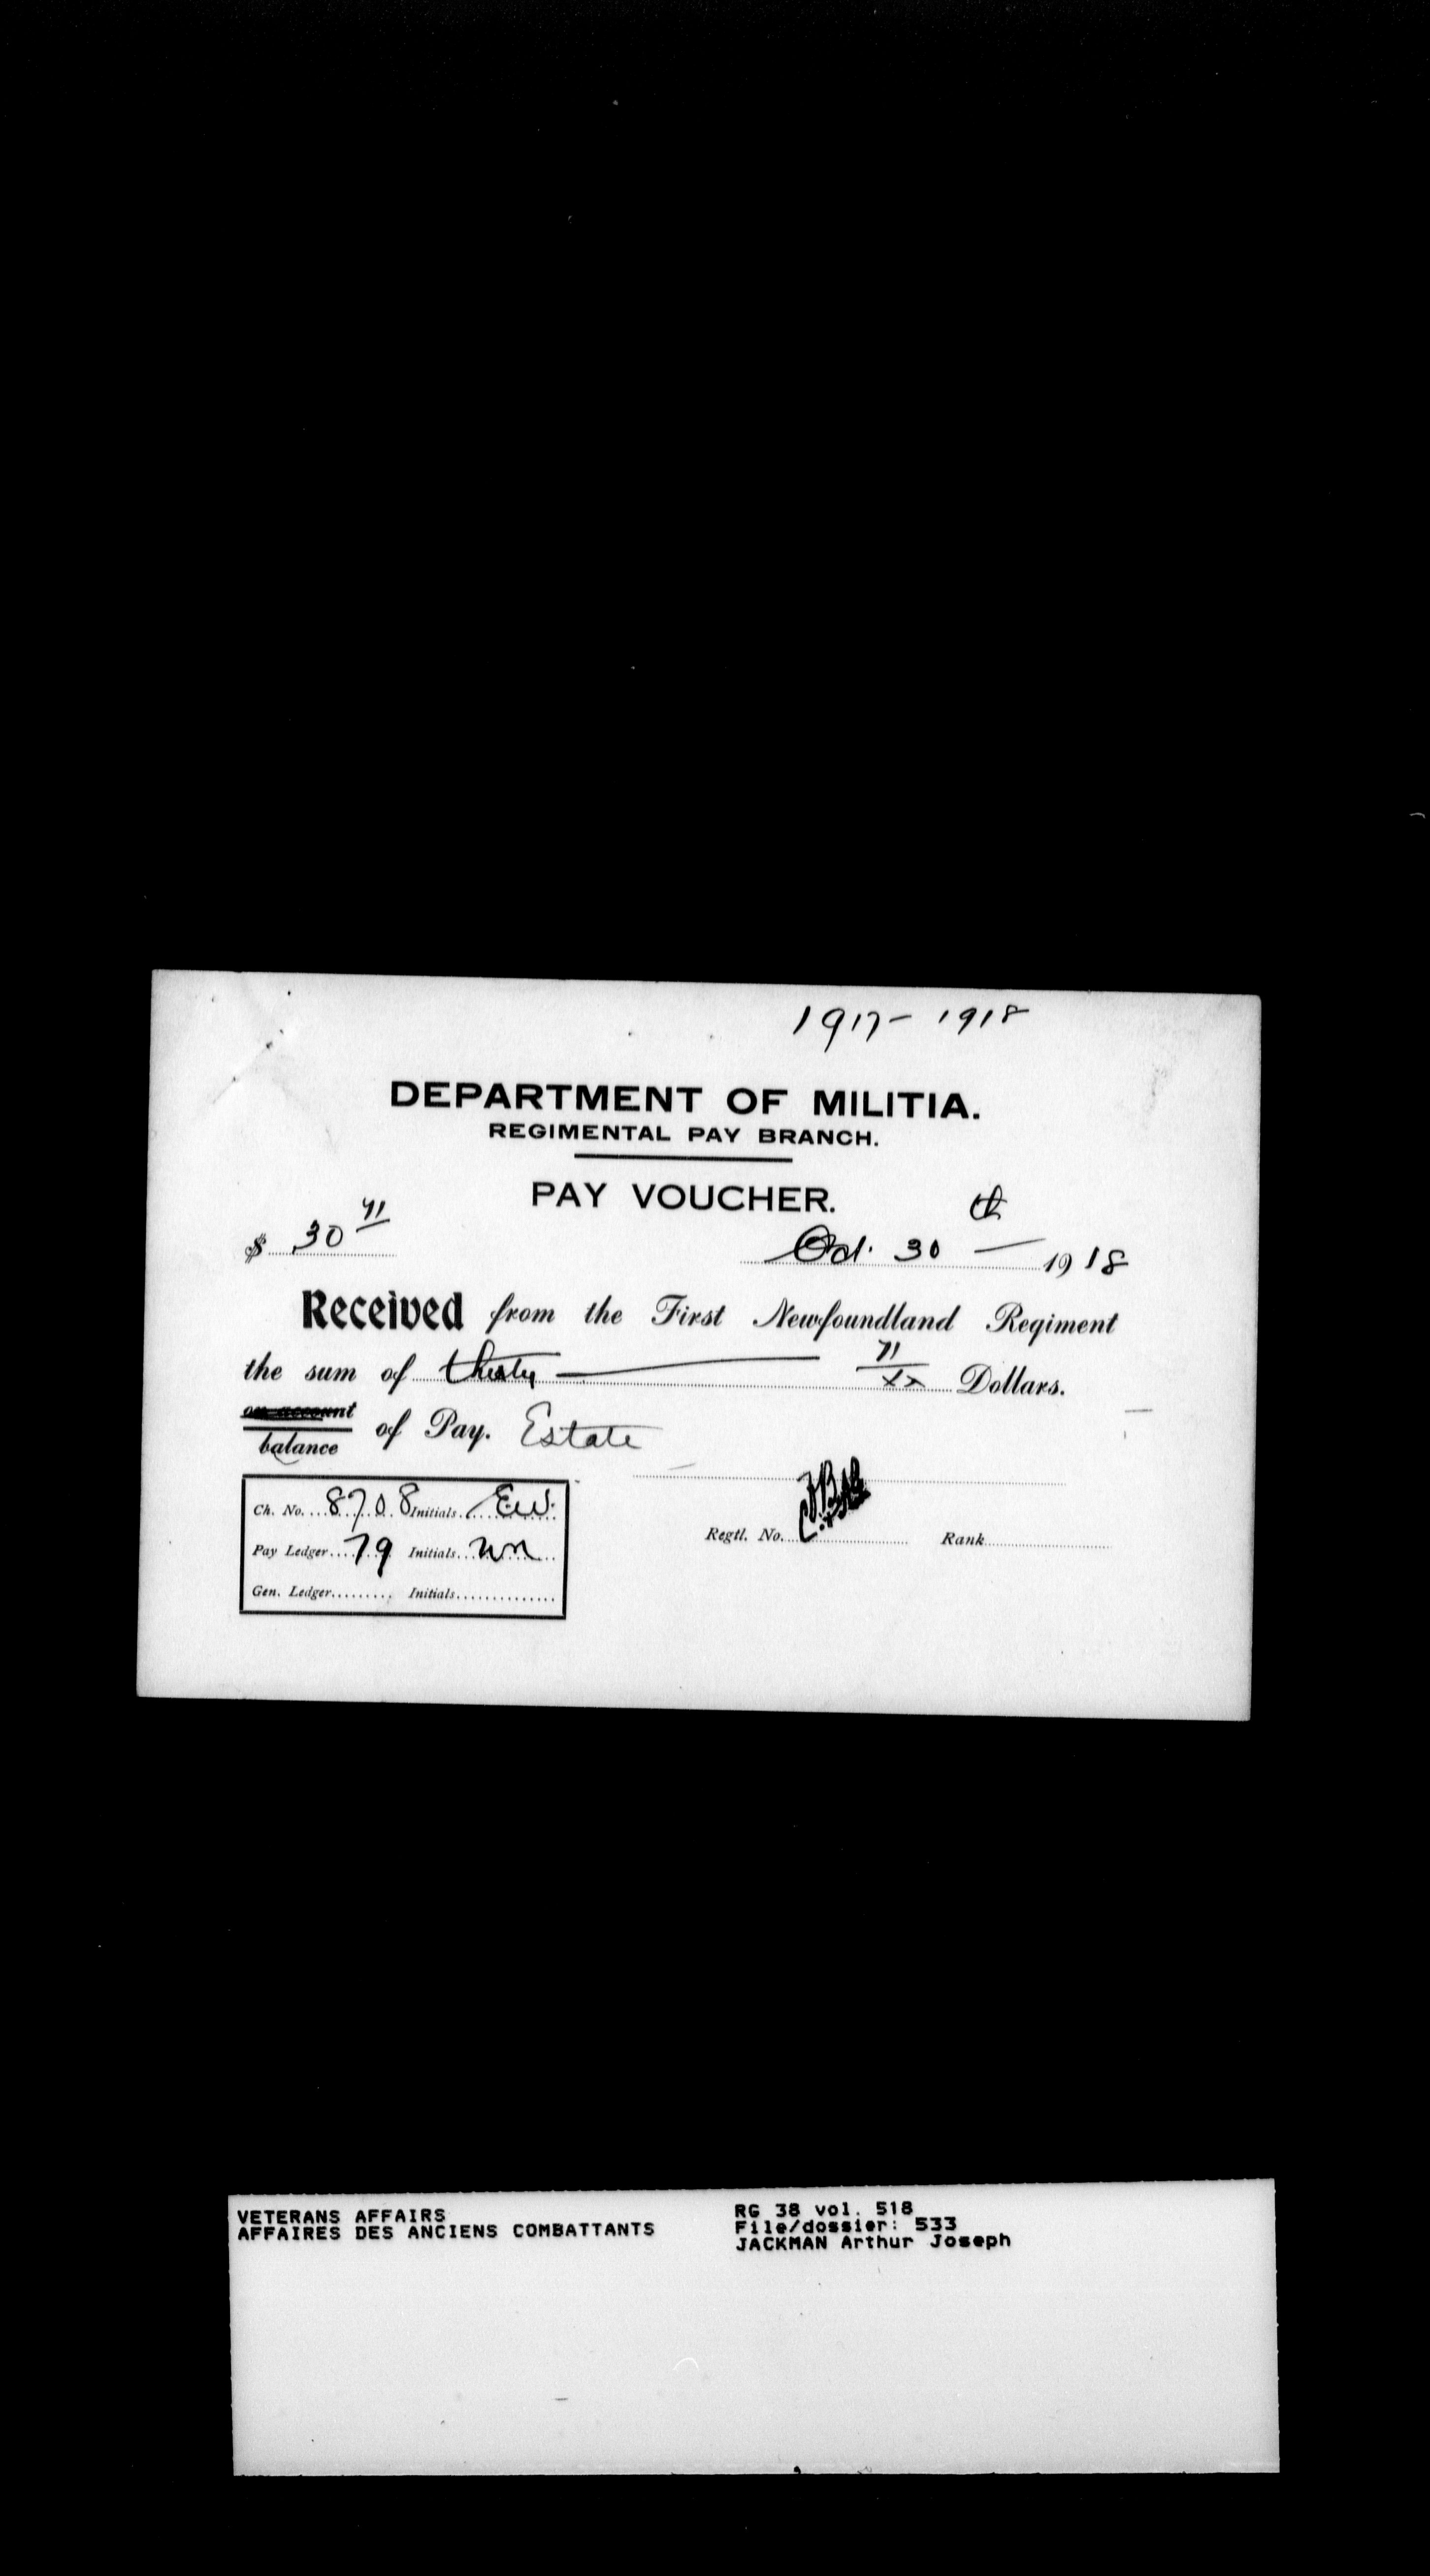 1917 - 1918
DEPARTMENT OF MILITIA.
REGIMENTAL PAY BRANCH.
PAY VOUCHER.
$ 30 71
Oct. 30 th 1918
Received from the First Newfoundland Regiment
the sum of thirty 71/xx Dollars.
on account
balance of Pay. Estate
Ch. No. 8708 Initials E.W.
Regtl. No. Rank
Pay Ledger 79 Initials
Gen. Ledger Initials
VETERANS AFFAIRS
AFFAIRES DES ANCIENS COMBATTANTS
RG 38 vol. 518
File/dossier: 533
JACKMAN Arthur Joseph